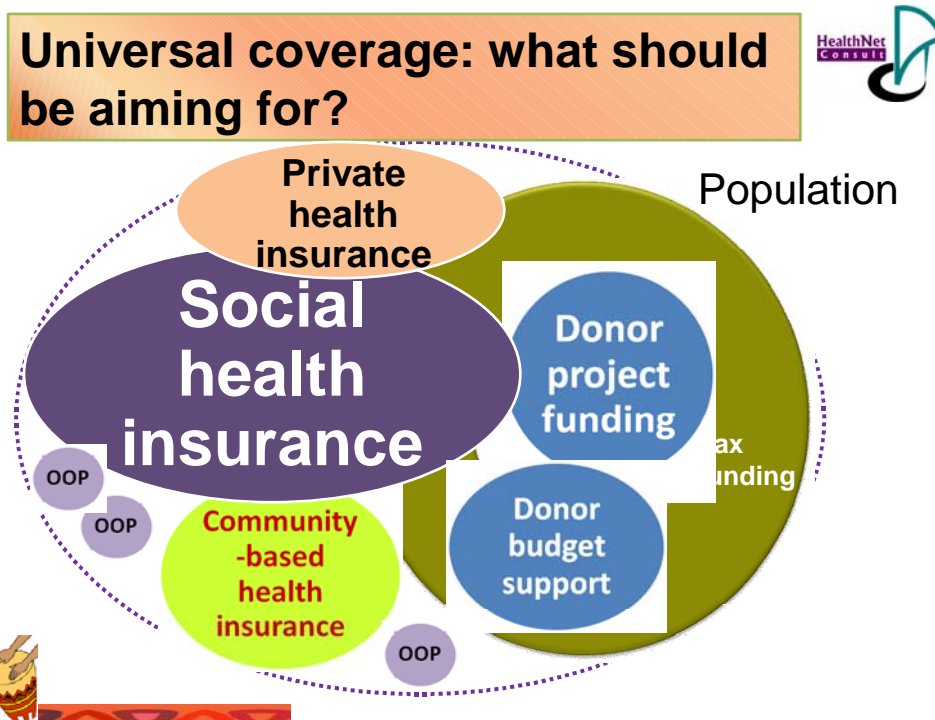 Universal coverage: what should
be aiming for?
HealthNet
Consult
Population
Private
health
insurance
Social
health
insurance
Donor
project
funding
ax
unding
OOP
OOP
Community
-based
health
insurance
Donor
budget
support
OOP